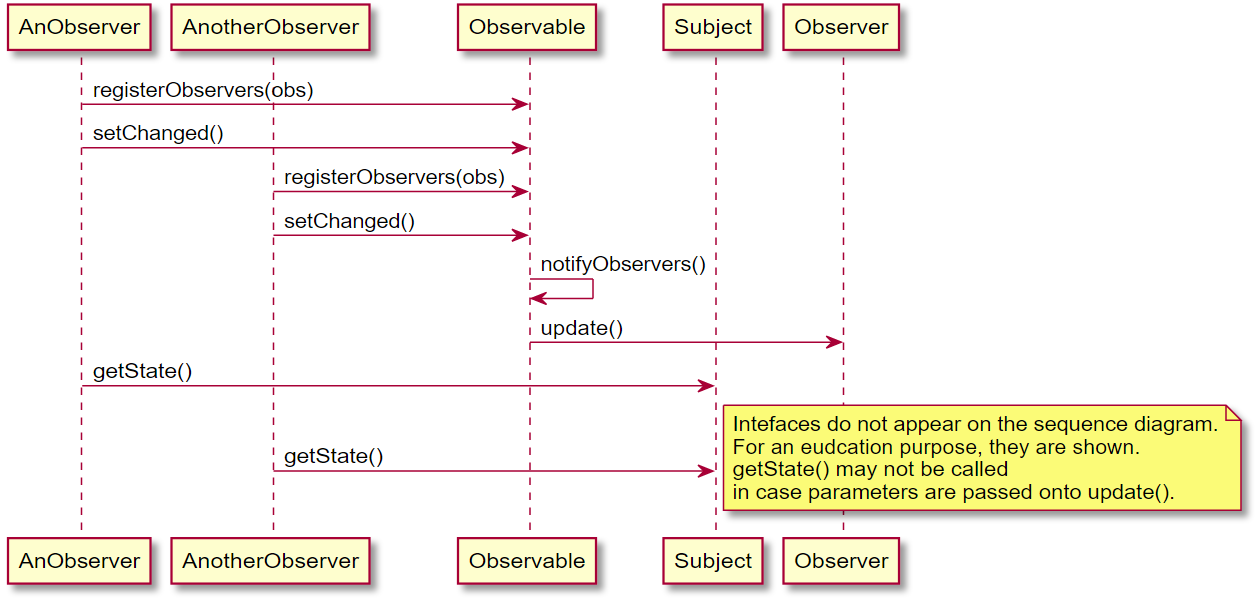 AnObserver
AnotherObserver
Observable
Subject
Observer
registerObservers(obs)
setChanged()
registerObservers(obs)
setChanged()
notifyObservers()
update()
getState()
Intefaces do not appear on the sequence diagram.
For an eudcation purpose, they are shown.
getState() may not be called
in case parameters are passed onto update().
getState()
AnObserver
AnotherObserver
Observable
Subject
Observer